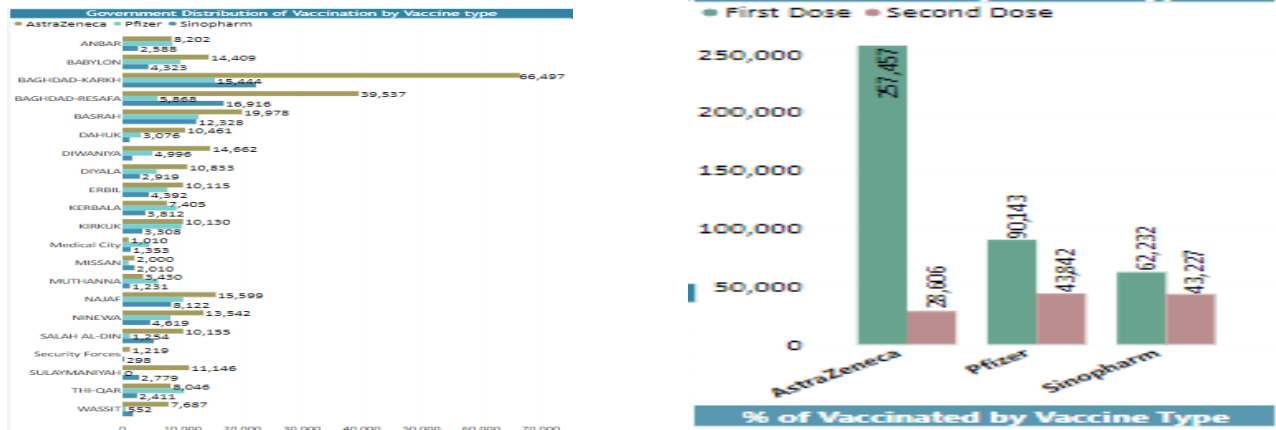 Government Distribution of Vaccination by Vaccine type
AstraZeneca Pfizer Sinopharm
ANBAR 8,202
2,588
BABYLON 14,409
4,323
BAGHDAD-KARKH 66,497
15,444
BAGHDAD-RESAFA 39,537
5,868
16,916
BASRAH 19,978
12,328
DAHUK 10,461
3,076
DIWANIYA 14,662
4,996
DIYALA 10,833
2,919
ERBIL 10,115
4,392
KERBALA 7,405
3,812
KIRKUK 10,130
3,308
Medical City 1,010
1,353
MISSAN 2,000
2,010
MUTHANNA 3,430
1,231
NAJAF 15,599
8,122
NINEWA 13,542
4,619
SALAH AL-DIN 10,155
1,254
Security Forces 1,219
298
SULAYMANIYAH 11,146
0
2,779
THI-QAR 8,046
2,411
WASSIT 7,687
552
0 10,000 20,000 30,000 40,000 50,000 60,000 70,000
First Dose Second Dose
250,000
200,000
150,000
100,000
50,000
0
257,457
28,606
90,143
43,842
62,232
43,227
AstraZeneca
Pfizer
Sinopharm
% of Vaccinated by Vaccine Type